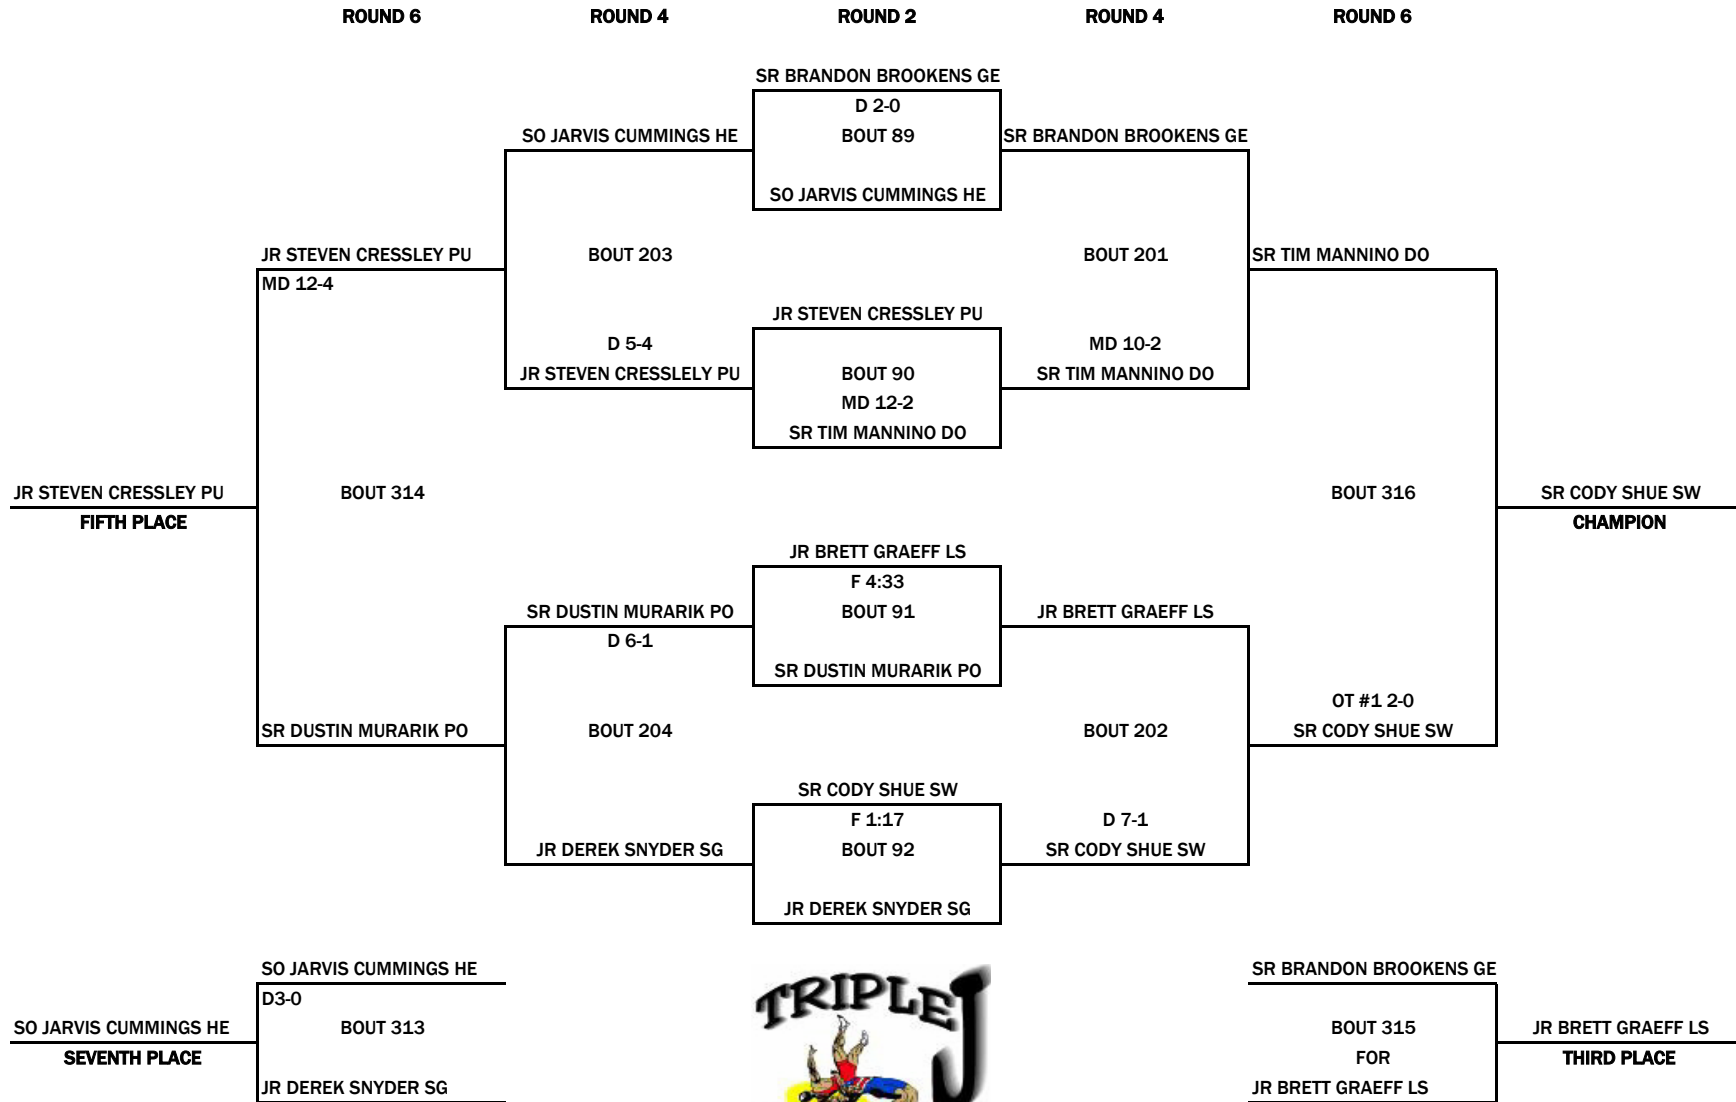 ROUND 6 ROUND 4 ROUND 2 ROUND 4 ROUND 6
SR BRANDON BROOKENS GE
D 2-0
SO JARVIS CUMMINGS HE BOUT 89 SR BRANDON BROOKENS GE
SO JARVIS CUMMINGS HE
JR STEVEN CRESSLEY PU BOUT 203 BOUT 201 SR TIM MANNINO DO
MD 12-4
JR STEVEN CRESSLEY PU
D 5-4 MD 10-2
JR STEVEN CRESSLELY PU BOUT 90 SR TIM MANNINO DO
MD 12-2
SR TIM MANNINO DO
JR STEVEN CRESSLEY PU BOUT 314 BOUT 316 SR CODY SHUE SW
FIFTH PLACE CHAMPION
JR BRETT GRAEFF LS
F 4:33
SR DUSTIN MURARIK PO BOUT 91 JR BRETT GRAEFF LS
D 6-1
SR DUSTIN MURARIK PO
OT #1 2-0
SR DUSTIN MURARIK PO BOUT 204 BOUT 202 SR CODY SHUE SW
SR CODY SHUE SW
F 1:17 D 7-1
JR DEREK SNYDER SG BOUT 92 SR CODY SHUE SW
JR DEREK SNYDER SG
SO JARVIS CUMMINGS HE SR BRANDON BROOKENS GE
D3-0
TRIPLE J
SO JARVIS CUMMINGS HE BOUT 313 BOUT 315 JR BRETT GRAEFF LS
SEVENTH PLACE FOR THIRD PLACE
JR DEREK SNYDER SG JR BRETT GRAEFF LS